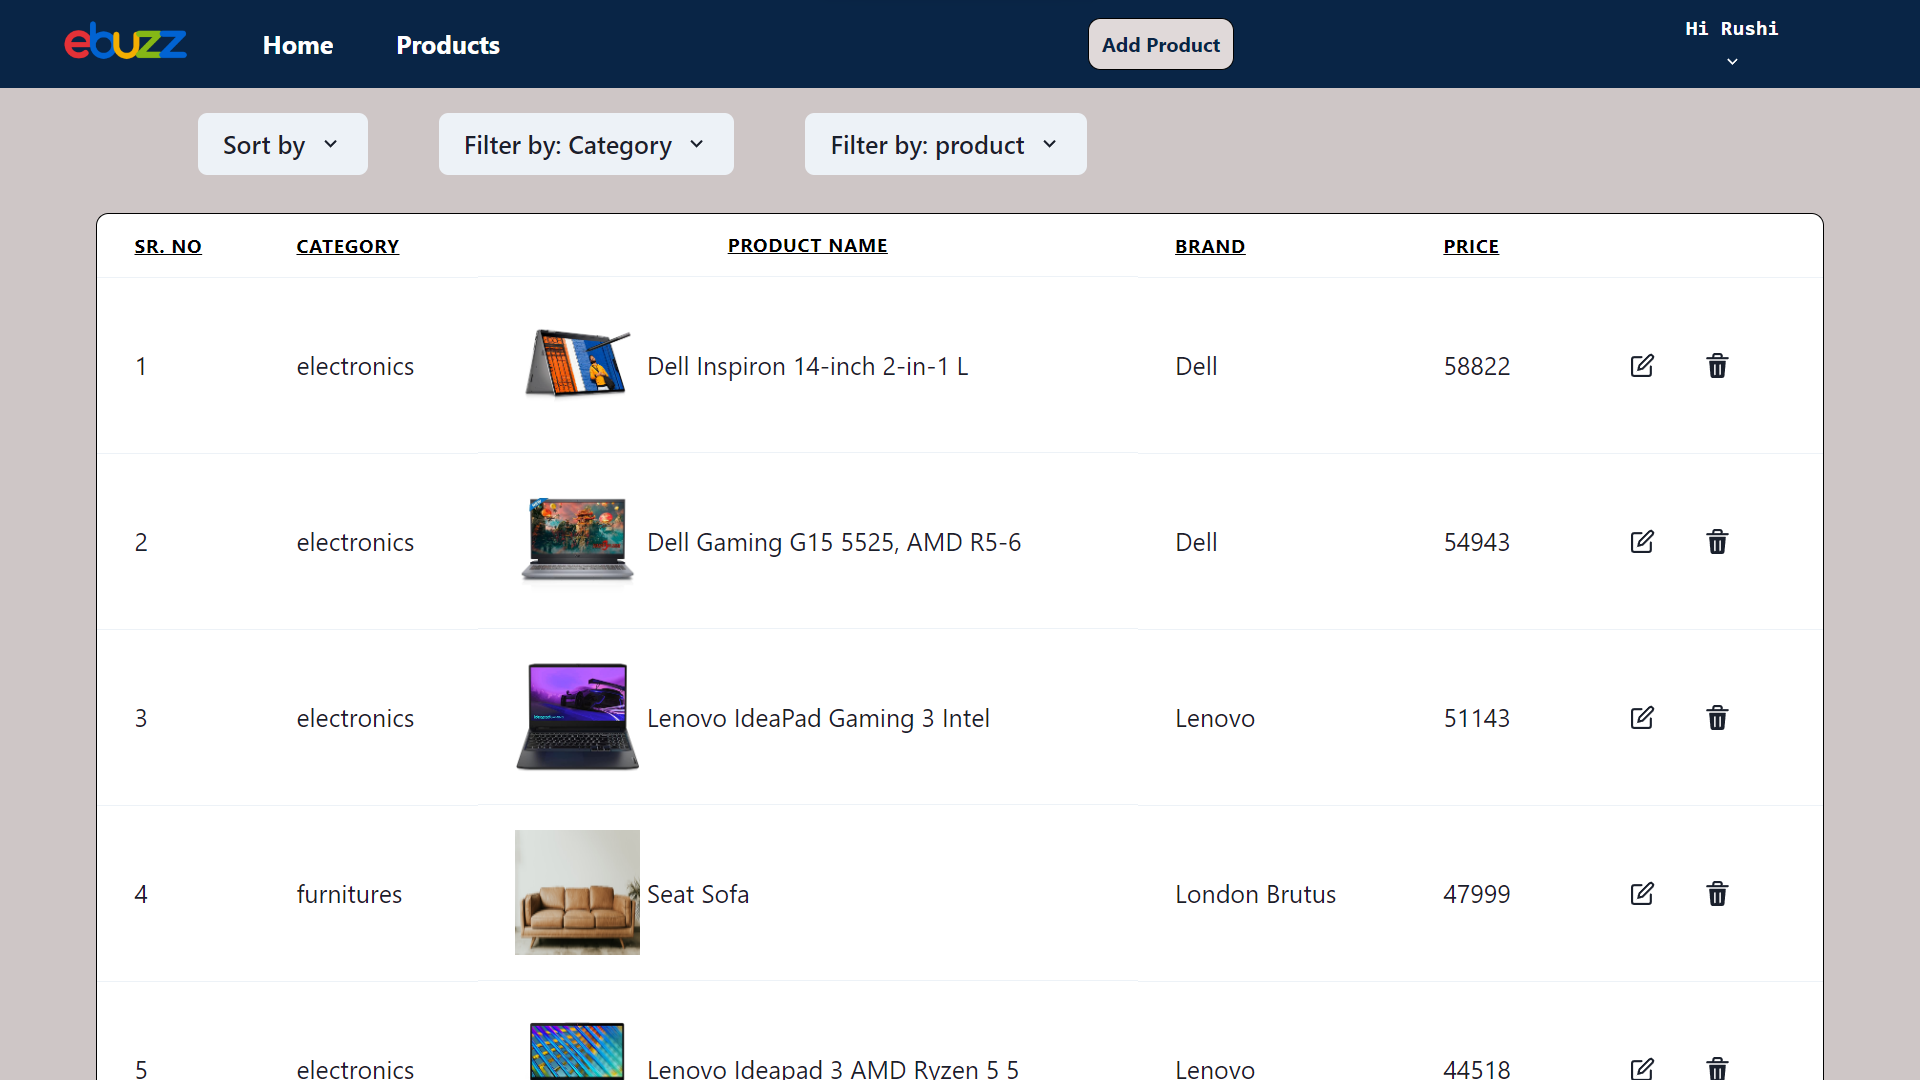 ebuzz Home Products Add Product Hi Rushi
Sort by Filter by: Category Filter by: product
SR. NO CATEGORY PRODUCT NAME BRAND PRICE
1 electronics Dell Inspiron 14-inch 2-in-1 L Dell 58822
2 electronics Dell Gaming G15 5525, AMD R5-6 Dell 54943
3 electronics Lenovo IdeaPad Gaming 3 Intel Lenovo 51143
4 furnitures Seat Sofa London Brutus 47999
5 electronics Lenovo Ideapad 3 AMD Ryzen 5 5 Lenovo 44518